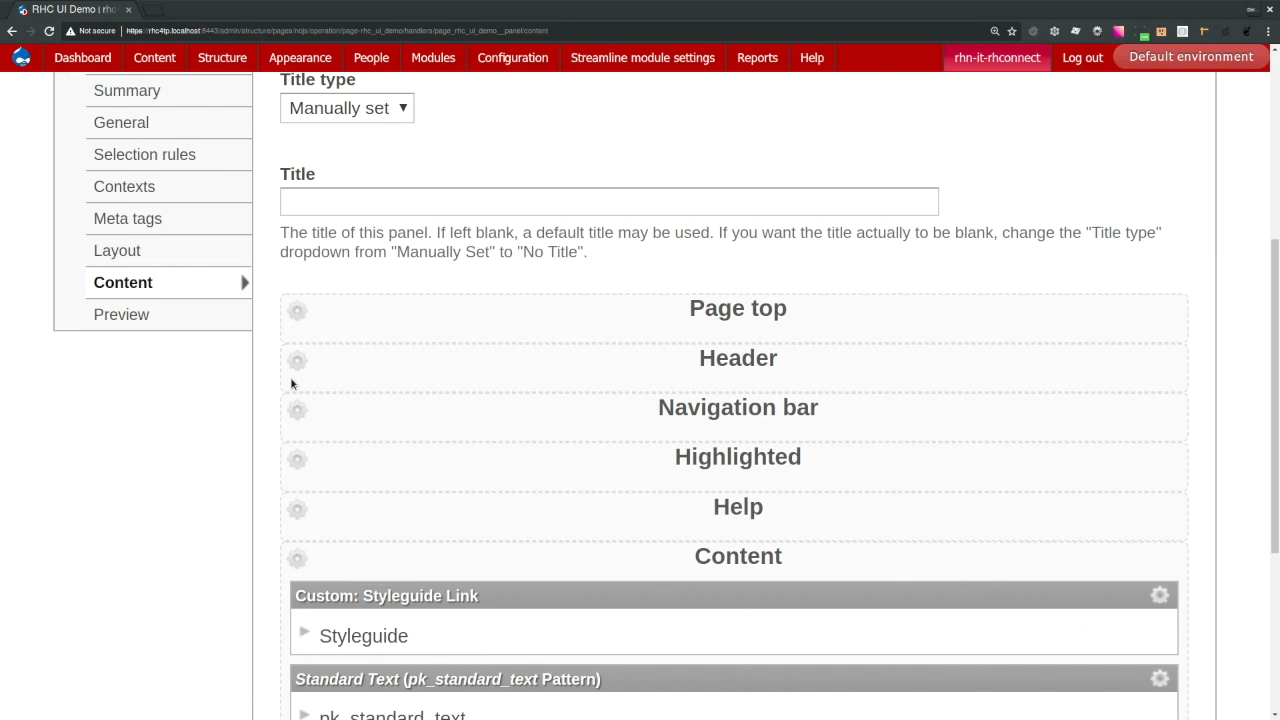 RHC UI Demo | rhc
Not secure | https://rhc4tp.localhost:8443/admin/structure/pages/nojs/operation/page-rhc_ui_demo/handlers/page_rhc_ui_demo__panel/content
Dashboard Content Structure Appearance People Modules Configuration Streamline module settings Reports Help rhn-it-rhconnect Log out Default environment
Title type
Summary
Manually set
General
Selection rules
Title
Contexts
Meta tags
The title of this panel. If left blank, a default title may be used. If you want the title actually to be blank, change the "Title type"
Layout
dropdown from "Manually Set" to "No Title".
Content
Preview
Page top
Header
Navigation bar
Highlighted
Help
Content
Custom: Styleguide Link
Styleguide
Standard Text (pk_standard_text Pattern)
pk_standard_text